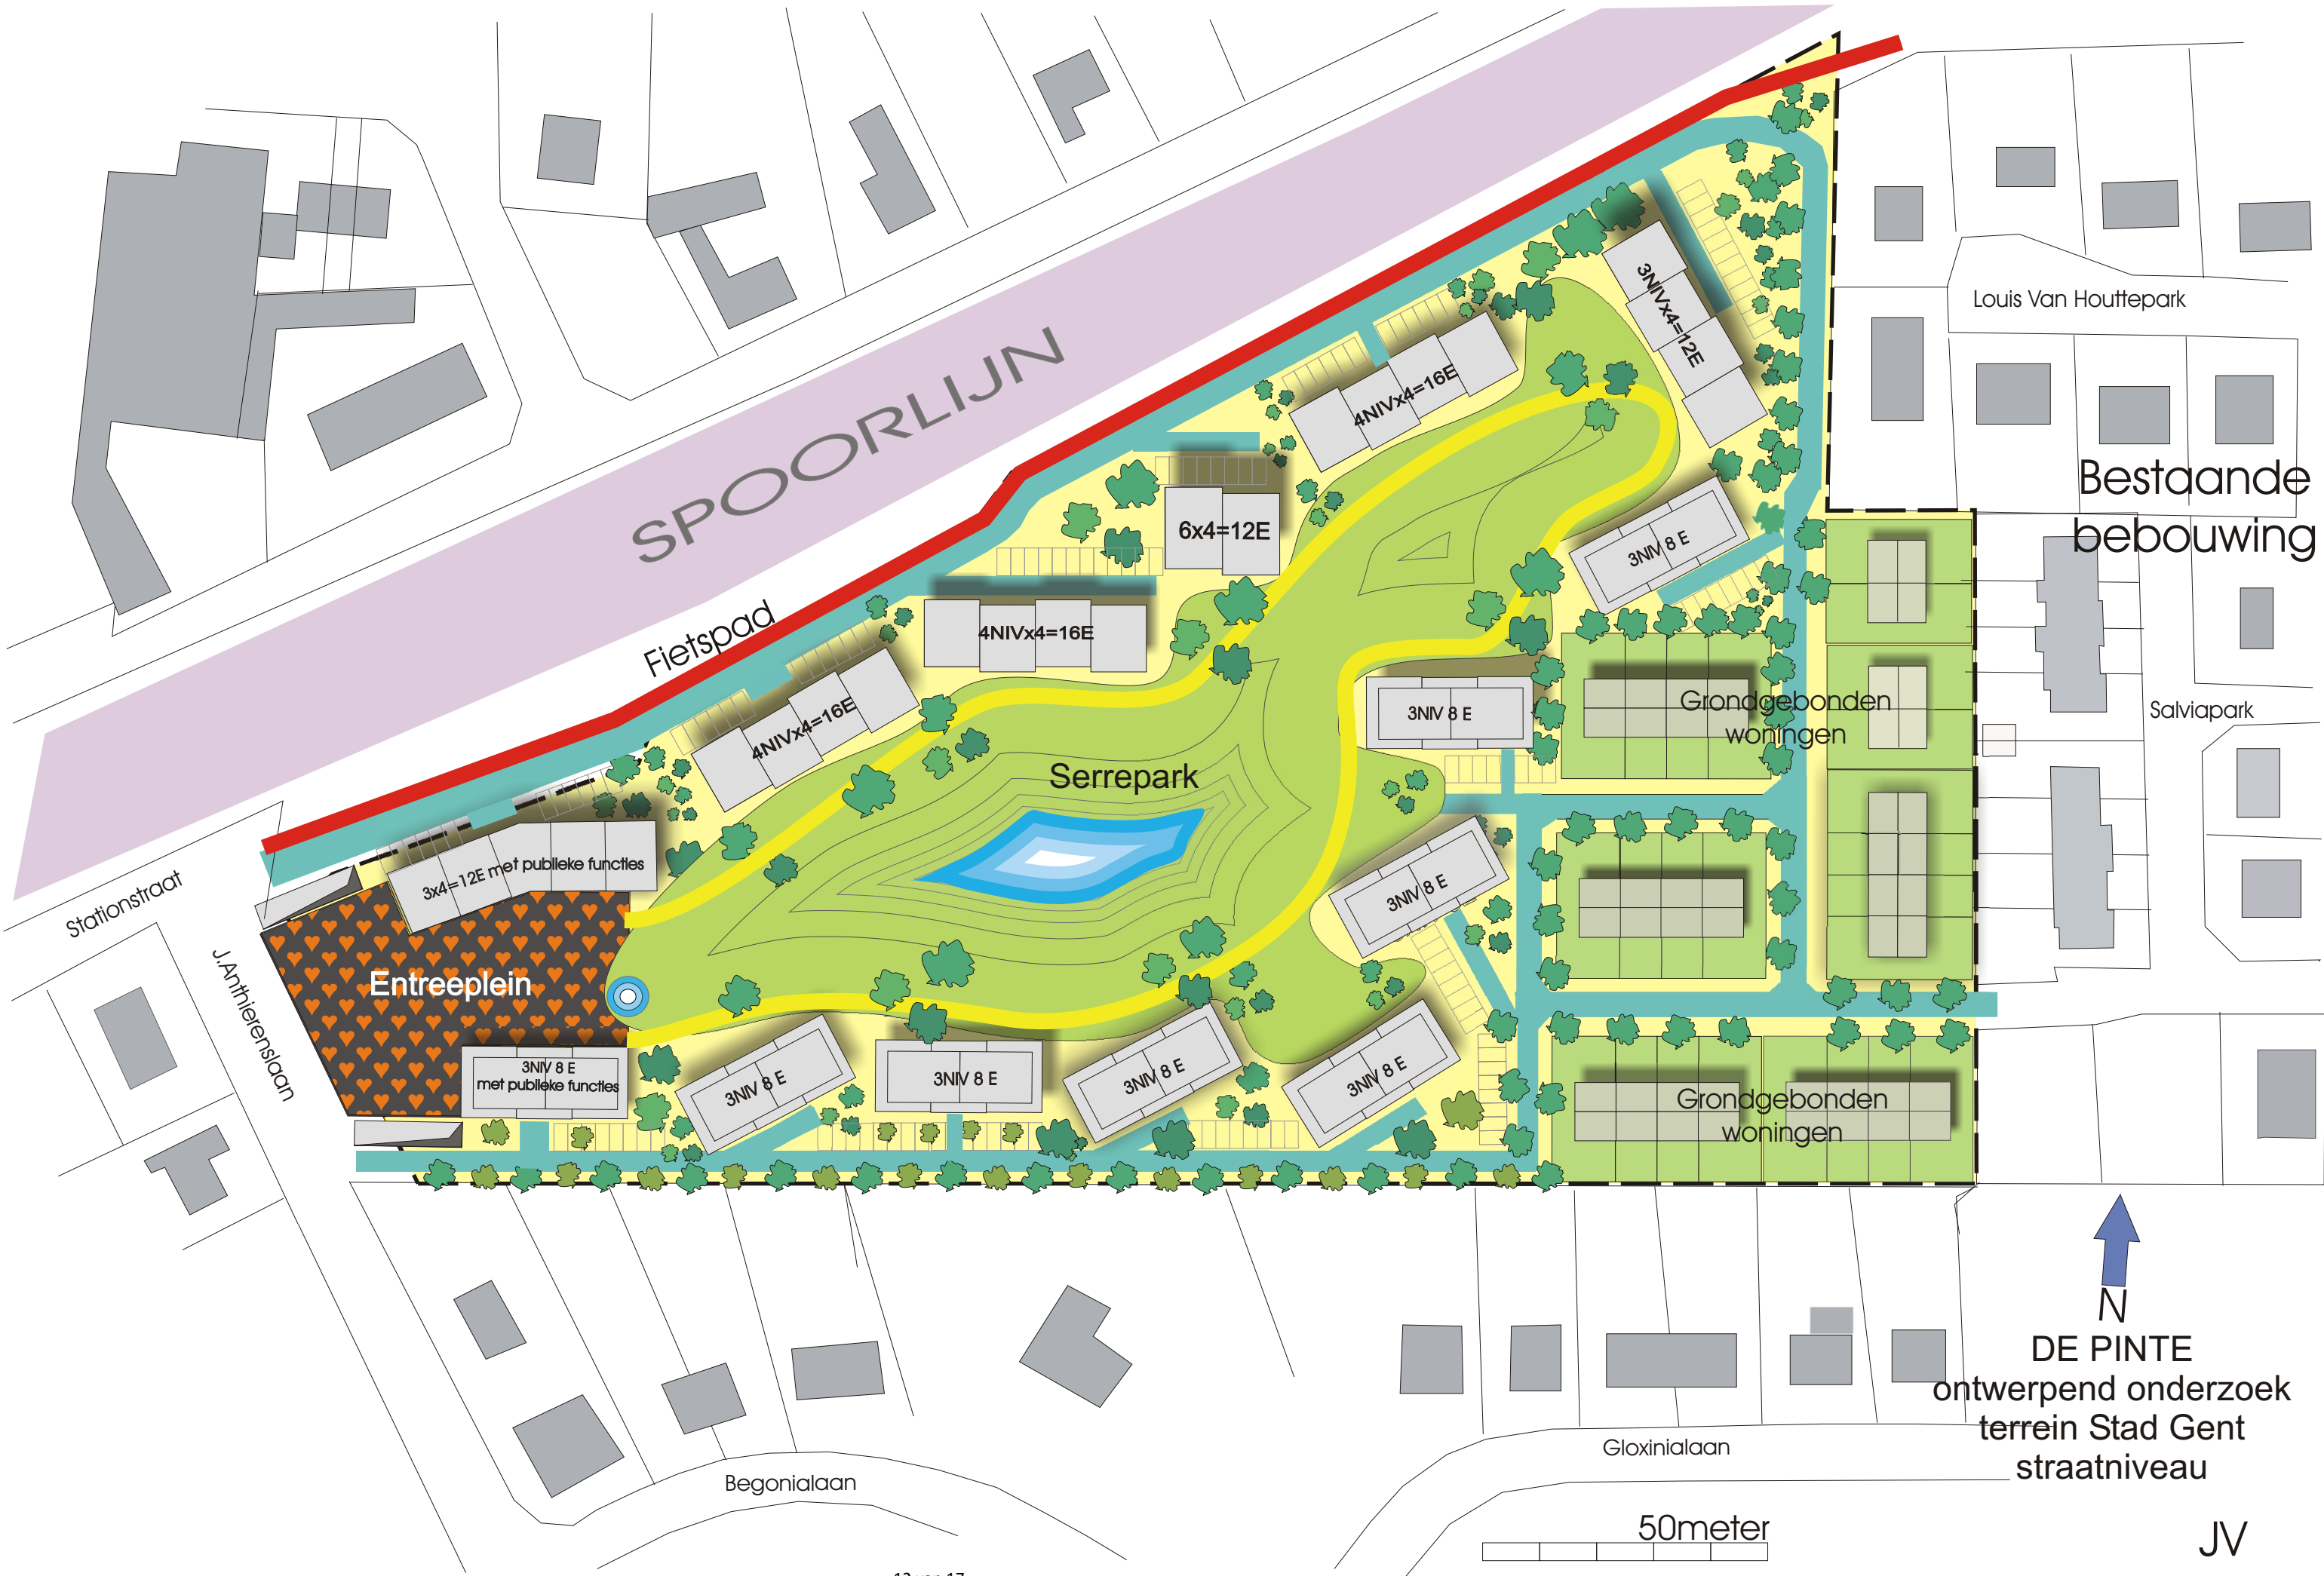 SPOORLIJN
Fietspad
Louis Van Houttepark
Bestaande
bebouwing
Salviapark
3NIVx4=12E
4NIVx4=16E
6x4=12E
4NIVx4=16E
4NIVx4=16E
3x4=12E met publieke functies
3NIV 8 E
3NIV 8 E
Grondgebonden
woningen
Serrepark
3NIV 8 E
Stationstraat
J.Anthierenslaan
Entreeplein
3NIV 8 E
met publieke functies
3NIV 8 E
3NIV 8 E
3NIV 8 E
3NIV 8 E
Grondgebonden
woningen
N
DE PINTE
ontwerpend onderzoek
terrein Stad Gent
straatniveau
Begonialaan
Gloxinialaan
50meter
JV